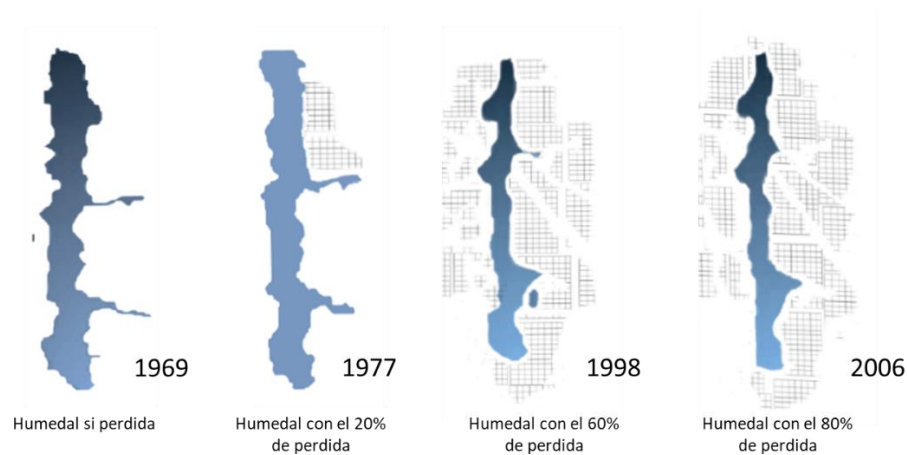 1969
1977
1998
2006
Humedal si perdida
Humedal con el 20%
de perdida
Humedal con el 60%
de perdida
Humedal con el 80%
de perdida